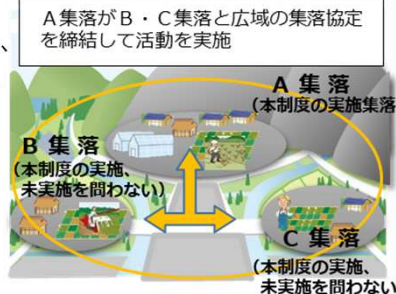 Ａ集落がＢ・Ｃ集落と広域の集落協定
を締結して活動を実施
、
Ａ 集 落
（本制度の実施集落
Ｂ 集 落
（本制度の実施、
未実施を問わない）
Ｃ 集 落
（本制度の実施、
未実施を問わない